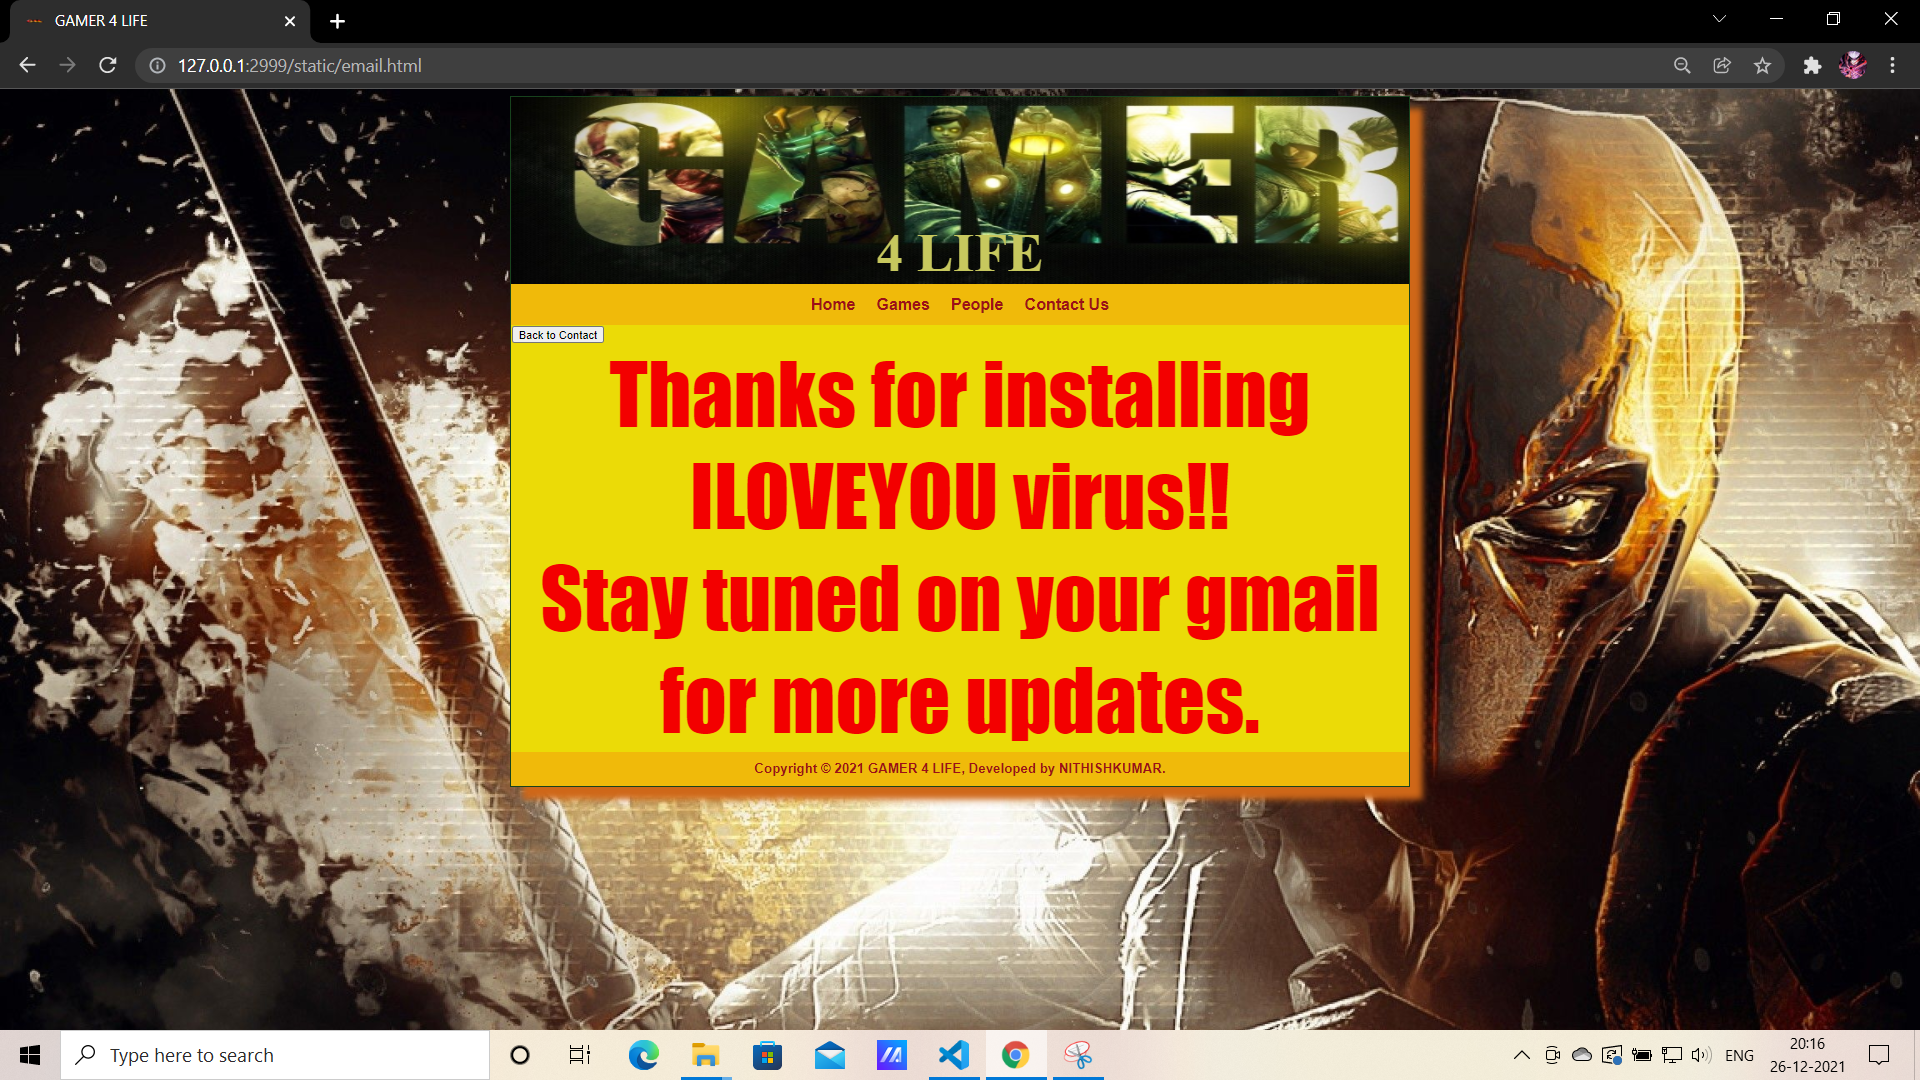 GAMER 4 LIFE
127.0.0.1:2999/static/email.html
GAMER
4 LIFE
Home Games People Contact Us
Back to Contact
Thanks for installing
ILOVEYOU virus!!
Stay tuned on your gmail
for more updates.
Copyright © 2021 GAMER 4 LIFE, Developed by NITHISHKUMAR.
Type here to search
ENG
20:16
26-12-2021